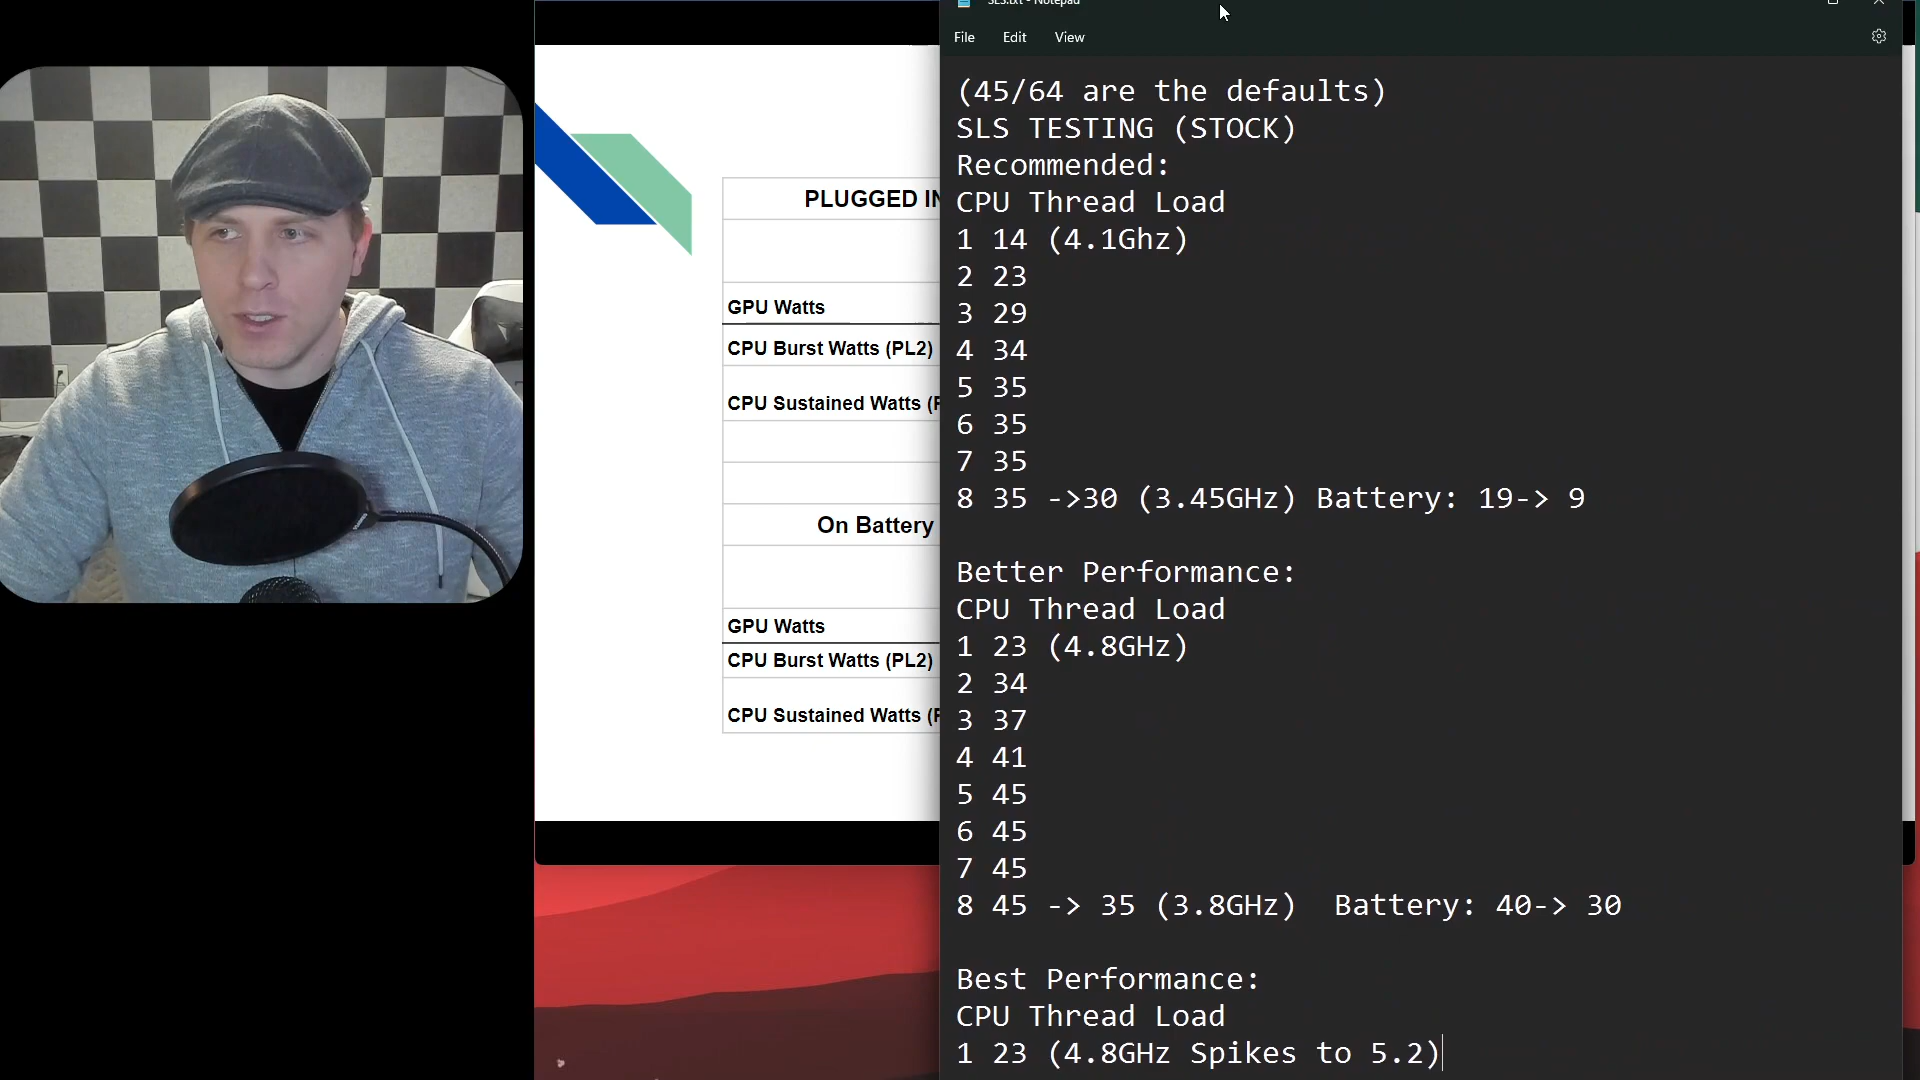 SLS.txt - Notepad
File Edit View
(45/64 are the defaults)
SLS TESTING (STOCK)
Recommended:
CPU Thread Load
1 14 (4.1Ghz)
2 23
3 29
4 34
5 35
6 35
7 35
8 35 ->30 (3.45GHz) Battery: 19-> 9
Better Performance:
CPU Thread Load
1 23 (4.8GHz)
2 34
3 37
4 41
5 45
6 45
7 45
8 45 -> 35 (3.8GHz)  Battery: 40-> 30
Best Performance:
CPU Thread Load
1 23 (4.8GHz Spikes to 5.2)
PLUGGED IN
GPU Watts
CPU Burst Watts (PL2)
CPU Sustained Watts (
On Battery
GPU Watts
CPU Burst Watts (PL2)
CPU Sustained Watts (